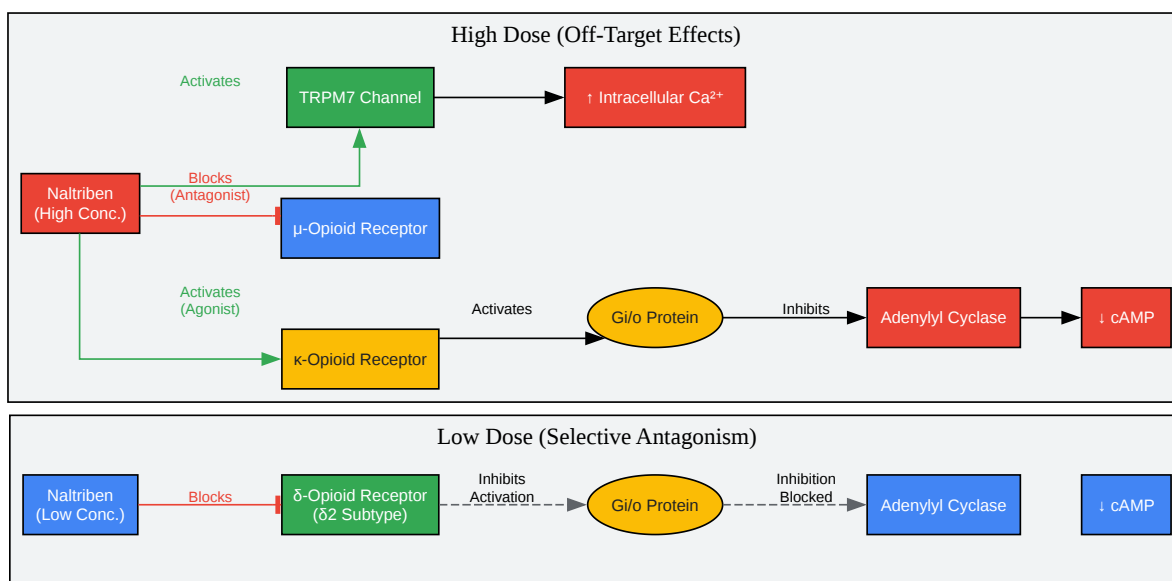 High Dose (Off-Target Effects)
Activates
TRPM7 Channel
↑ Intracellular Ca²⁺
Blocks
(Antagonist)
Naltriben
(High Conc.)
μ-Opioid Receptor
Activates
(Agonist)
Activates
Gi/o Protein
Inhibits
Adenylyl Cyclase
↓ cAMP
κ-Opioid Receptor
Low Dose (Selective Antagonism)
Naltriben
(Low Conc.)
Blocks
δ-Opioid Receptor
(δ2 Subtype)
Inhibits
Activation
Gi/o Protein
Inhibition
Blocked
Adenylyl Cyclase
↓ cAMP